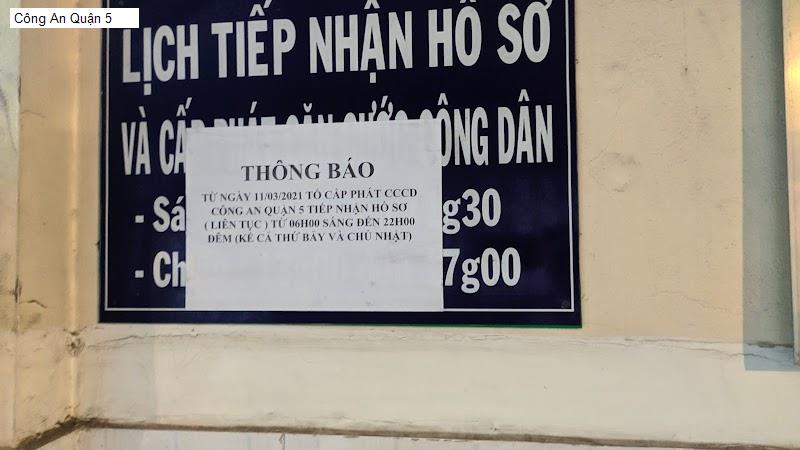 Công An Quận 5
LỊCH TIẾP NHẬN HỒ SƠ
VÀ CẤP PHÁT CĂN CƯỚC CÔNG DÂN
THÔNG BÁO
TỪ NGÀY 11/03/2021 TỔ CẤP PHÁT CCCD
CÔNG AN QUẬN 5 TIẾP NHẬN HỒ SƠ
( LIÊN TỤC ) TỪ 06H00 SÁNG ĐẾN 22H00
ĐÊM (KỂ CẢ THỨ BẢY VÀ CHỦ NHẬT)
- Sá g30
- Ch 7g00